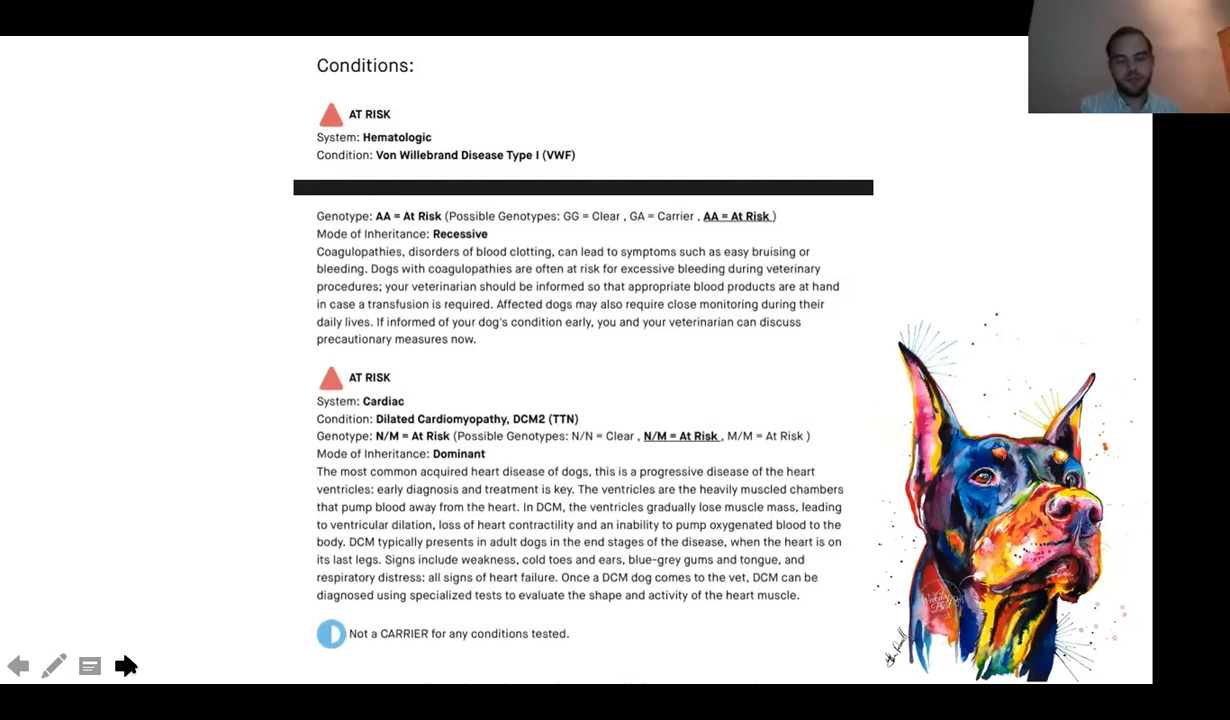 Conditions:
AT RISK
System: Hematologic
Condition: Von Willebrand Disease Type I (VWF)
Genotype: AA = At Risk (Possible Genotypes: GG = Clear , GA = Carrier , AA = At Risk )
Mode of Inheritance: Recessive
Coagulopathies, disorders of blood clotting, can lead to symptoms such as easy bruising or
bleeding. Dogs with coagulopathies are often at risk for excessive bleeding during veterinary
procedures; your veterinarian should be informed so that appropriate blood products are at hand
in case a transfusion is required. Affected dogs may also require close monitoring during their
daily lives. If informed of your dog's condition early, you and your veterinarian can discuss
precautionary measures now.
AT RISK
System: Cardiac
Condition: Dilated Cardiomyopathy, DCM2 (TTN)
Genotype: N/M = At Risk (Possible Genotypes: N/N = Clear , N/M = At Risk , M/M = At Risk )
Mode of Inheritance: Dominant
The most common acquired heart disease of dogs, this is a progressive disease of the heart
ventricles: early diagnosis and treatment is key. The ventricles are the heavily muscled chambers
that pump blood away from the heart. In DCM, the ventricles gradually lose muscle mass, leading
to ventricular dilation, loss of heart contractility and an inability to pump oxygenated blood to the
body. DCM typically presents in adult dogs in the end stages of the disease, when the heart is on
its last legs. Signs include weakness, cold toes and ears, blue-grey gums and tongue, and
respiratory distress: all signs of heart failure. Once a DCM dog comes to the vet, DCM can be
diagnosed using specialized tests to evaluate the shape and activity of the heart muscle.
Not a CARRIER for any conditions tested.